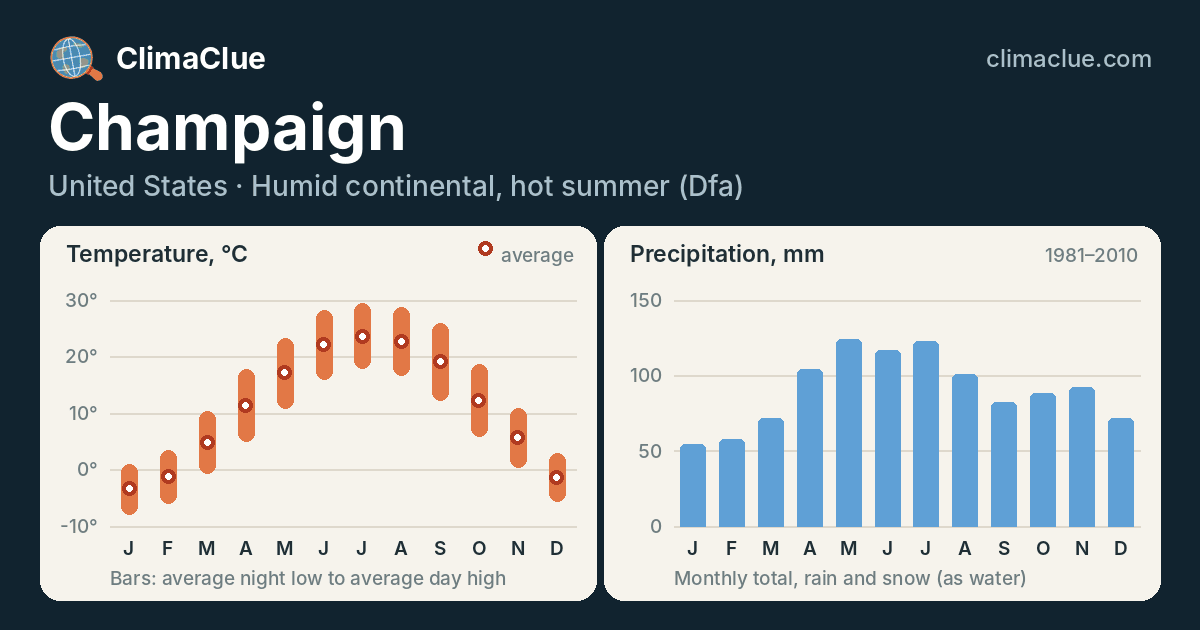 ClimaClue
climaclue.com
Champaign
United States · Humid continental, hot summer (Dfa)
Temperature, °C
average
30°
20°
10°
0°
-10°
J F M A M J J A S O N D
Bars: average night low to average day high
Precipitation, mm
1981–2010
150
100
50
0
J F M A M J J A S O N D
Monthly total, rain and snow (as water)